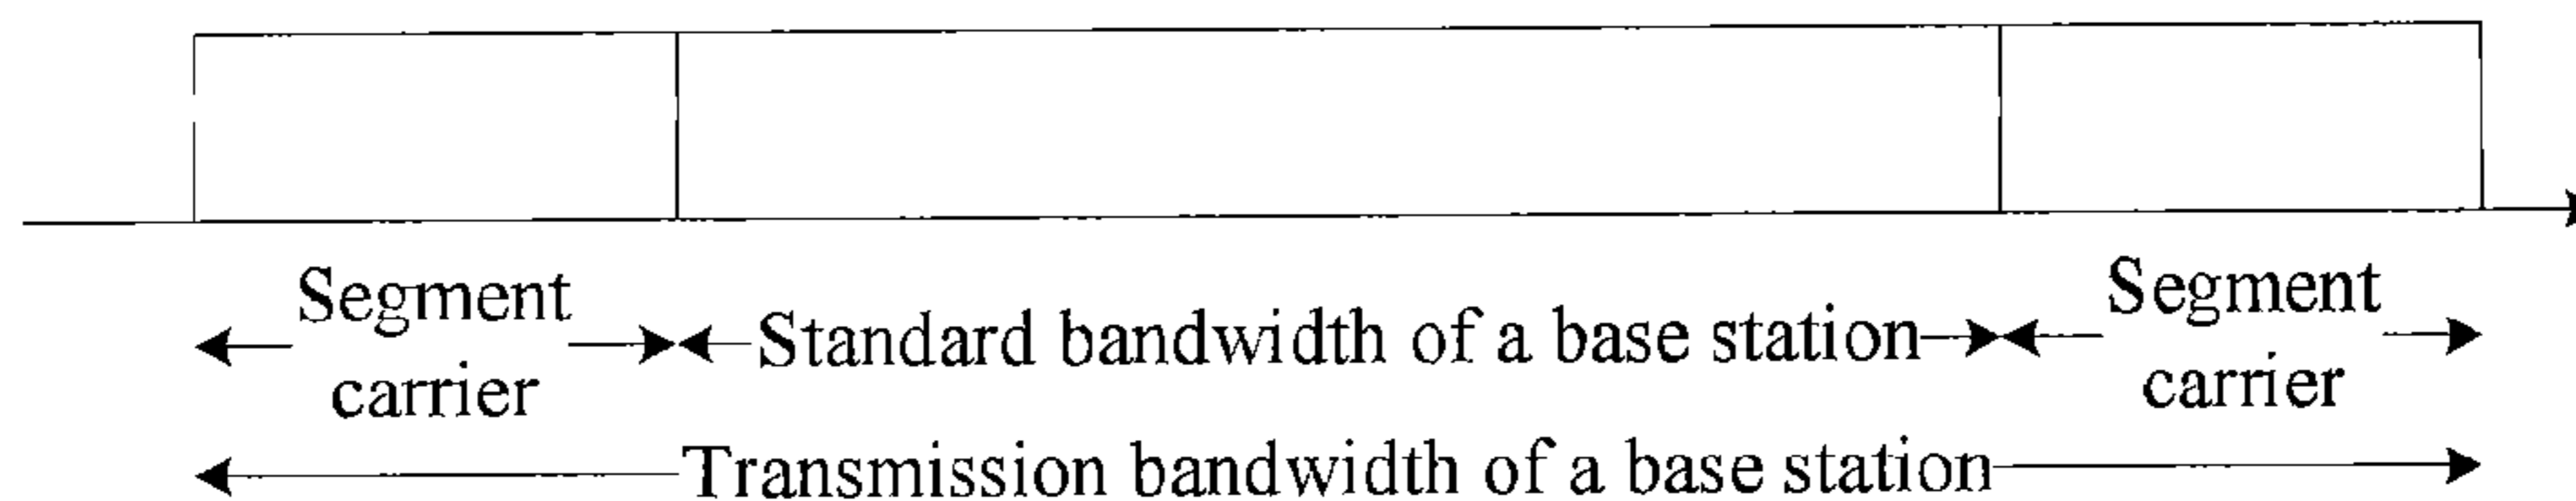 Segment
carrier
Standard bandwidth of a base station
Segment
carrier
Transmission bandwidth of a base station